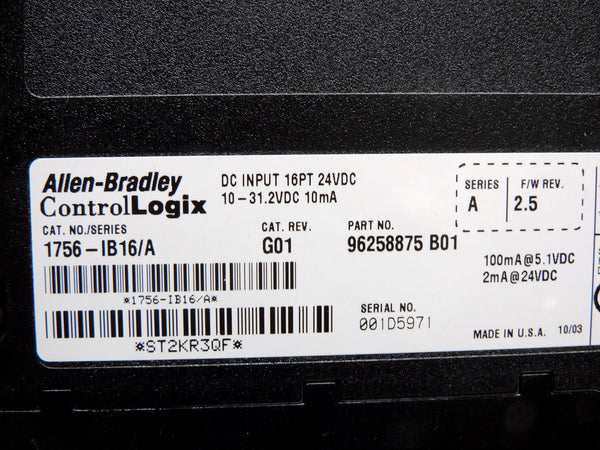 Allen-Bradley
ControlLogix
DC INPUT 16PT 24VDC
10-31.2VDC 10mA
SERIES
A
F/W REV.
2.5
CAT. NO./SERIES
1756-IB16/A
CAT. REV.
G01
PART NO.
96258875 B01
100mA@5.1VDC
2mA@24VDC
*1756-IB16/A*
SERIAL NO.
001D5971
*ST2KR3QF*
MADE IN U.S.A. 10/03